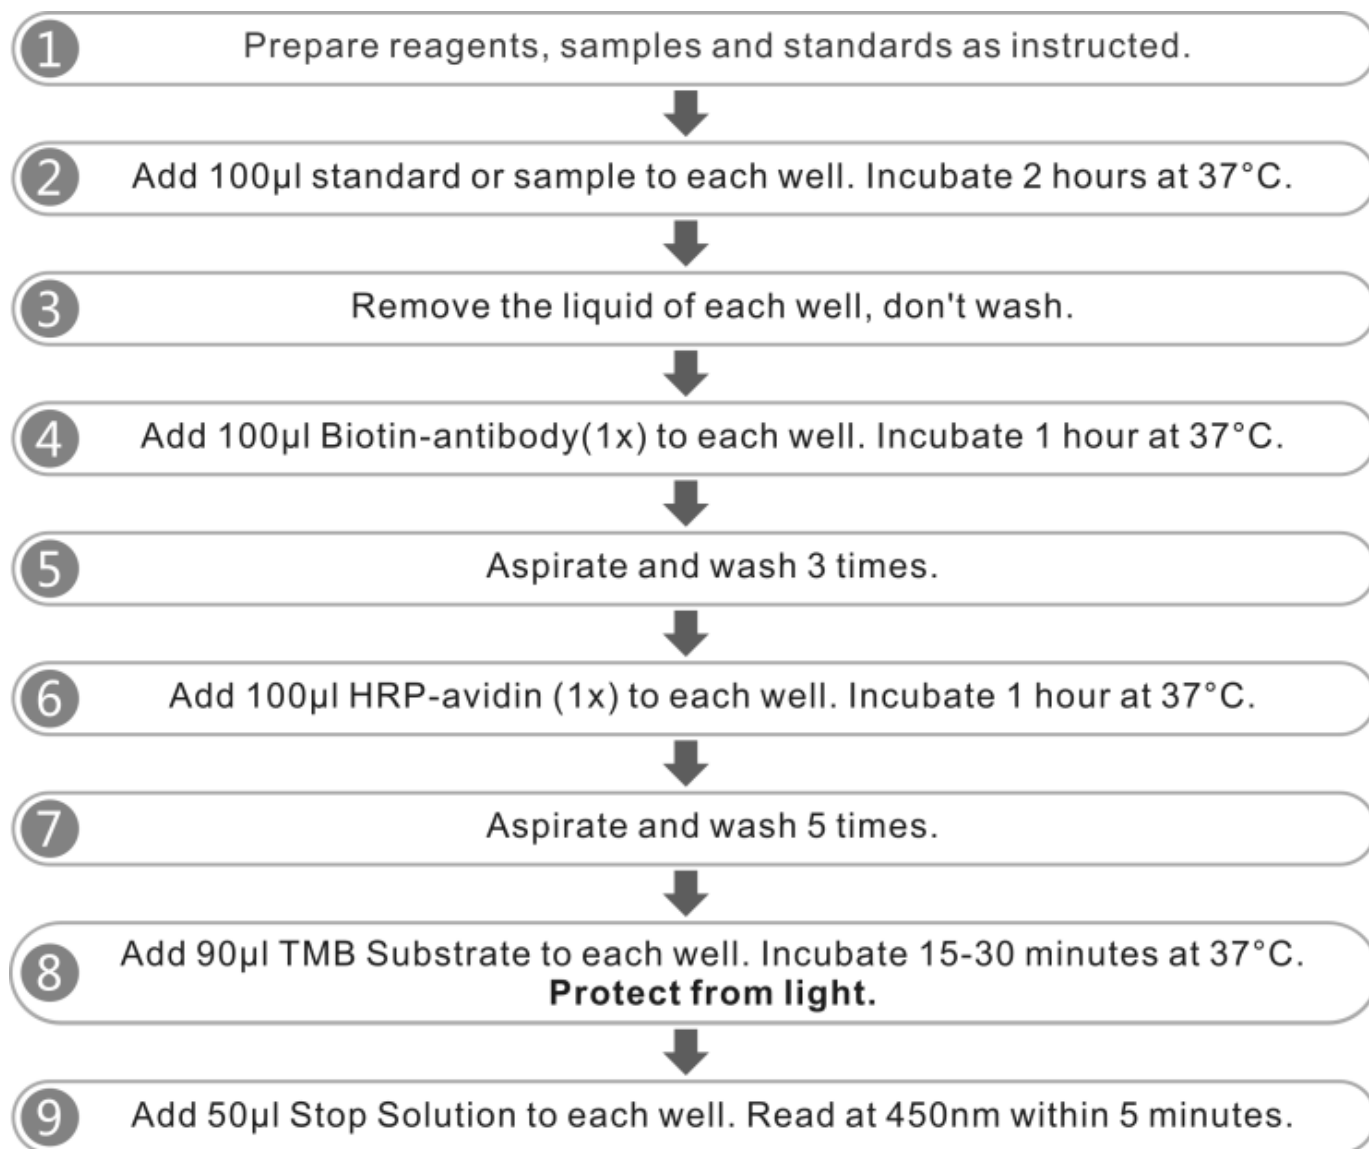 1 Prepare reagents, samples and standards as instructed.
2 Add 100µl standard or sample to each well. Incubate 2 hours at 37°C.
3 Remove the liquid of each well, don't wash.
4 Add 100µl Biotin-antibody(1x) to each well. Incubate 1 hour at 37°C.
5 Aspirate and wash 3 times.
6 Add 100µl HRP-avidin (1x) to each well. Incubate 1 hour at 37°C.
7 Aspirate and wash 5 times.
8 Add 90µl TMB Substrate to each well. Incubate 15-30 minutes at 37°C.
Protect from light.
9 Add 50µl Stop Solution to each well. Read at 450nm within 5 minutes.